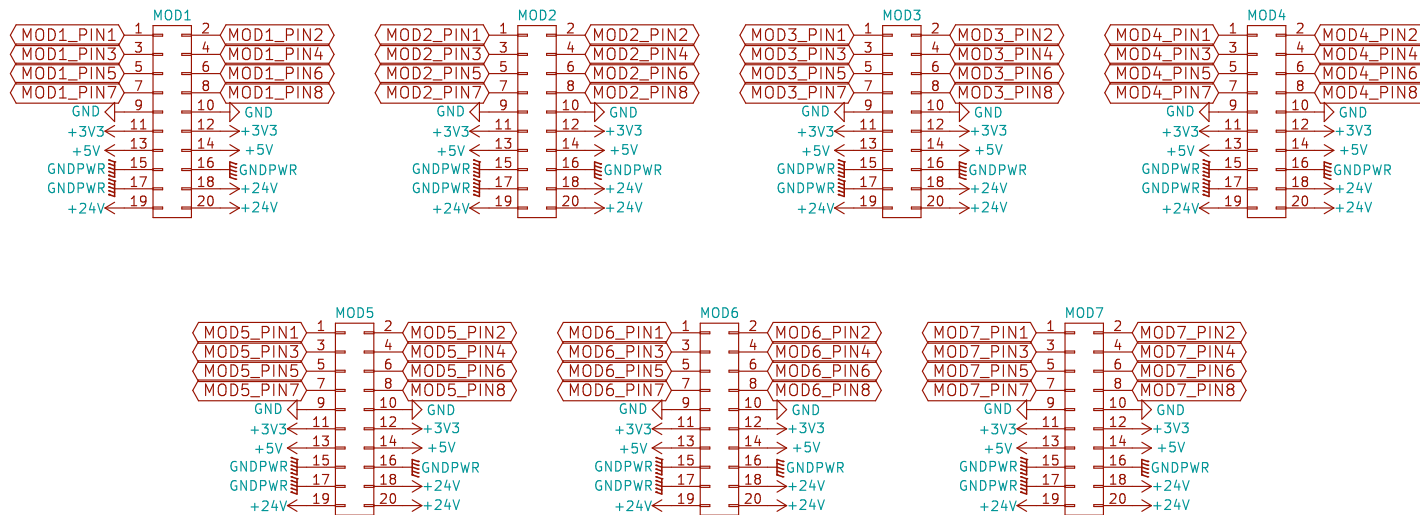 MOD1 MOD2 MOD3 MOD4
MOD1_PIN1 1 2 MOD1_PIN2 MOD2_PIN1 1 2 MOD2_PIN2 MOD3_PIN1 1 2 MOD3_PIN2 MOD4_PIN1 1 2 MOD4_PIN2
MOD1_PIN3 3 4 MOD1_PIN4 MOD2_PIN3 3 4 MOD2_PIN4 MOD3_PIN3 3 4 MOD3_PIN4 MOD4_PIN3 3 4 MOD4_PIN4
MOD1_PIN5 5 6 MOD1_PIN6 MOD2_PIN5 5 6 MOD2_PIN6 MOD3_PIN5 5 6 MOD3_PIN6 MOD4_PIN5 5 6 MOD4_PIN6
MOD1_PIN7 7 8 MOD1_PIN8 MOD2_PIN7 7 8 MOD2_PIN8 MOD3_PIN7 7 8 MOD3_PIN8 MOD4_PIN7 7 8 MOD4_PIN8
GND 9 10 GND GND 9 10 GND GND 9 10 GND GND 9 10 GND
+3V3 11 12 +3V3 +3V3 11 12 +3V3 +3V3 11 12 +3V3 +3V3 11 12 +3V3
+5V 13 14 +5V +5V 13 14 +5V +5V 13 14 +5V +5V 13 14 +5V
GNDPWR 15 16 GNDPWR GNDPWR 15 16 GNDPWR GNDPWR 15 16 GNDPWR GNDPWR 15 16 GNDPWR
GNDPWR 17 18 +24V GNDPWR 17 18 +24V GNDPWR 17 18 +24V GNDPWR 17 18 +24V
+24V 19 20 +24V +24V 19 20 +24V +24V 19 20 +24V +24V 19 20 +24V
MOD5 MOD6 MOD7
MOD5_PIN1 1 2 MOD5_PIN2 MOD6_PIN1 1 2 MOD6_PIN2 MOD7_PIN1 1 2 MOD7_PIN2
MOD5_PIN3 3 4 MOD5_PIN4 MOD6_PIN3 3 4 MOD6_PIN4 MOD7_PIN3 3 4 MOD7_PIN4
MOD5_PIN5 5 6 MOD5_PIN6 MOD6_PIN5 5 6 MOD6_PIN6 MOD7_PIN5 5 6 MOD7_PIN6
MOD5_PIN7 7 8 MOD5_PIN8 MOD6_PIN7 7 8 MOD6_PIN8 MOD7_PIN7 7 8 MOD7_PIN8
GND 9 10 GND GND 9 10 GND GND 9 10 GND
+3V3 11 12 +3V3 +3V3 11 12 +3V3 +3V3 11 12 +3V3
+5V 13 14 +5V +5V 13 14 +5V +5V 13 14 +5V
GNDPWR 15 16 GNDPWR GNDPWR 15 16 GNDPWR GNDPWR 15 16 GNDPWR
GNDPWR 17 18 +24V GNDPWR 17 18 +24V GNDPWR 17 18 +24V
+24V 19 20 +24V +24V 19 20 +24V +24V 19 20 +24V